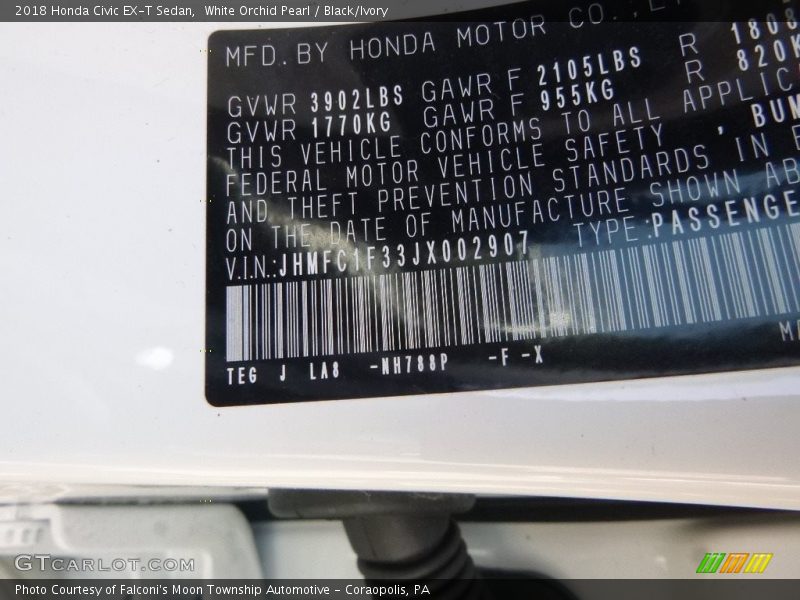 2018 Honda Civic EX-T Sedan,  White Orchid Pearl / Black/Ivory
MFD. BY HONDA MOTOR CO.,
GVWR 3902LBS GAWR F 2105LBS R 1808
GVWR 1770KG GAWR F 955KG R 820K
THIS VEHICLE CONFORMS TO ALL APPLIC
FEDERAL MOTOR VEHICLE SAFETY , BUM
AND THEFT PREVENTION STANDARDS IN E
ON THE DATE OF MANUFACTURE SHOWN AB
V.I.N.:JHMFC1F33JX002907 TYPE:PASSENGE
TEG J LA8 -NH788P -F -X
GTCARLOT.COM
Photo Courtesy of Falconi's Moon Township Automotive – Coraopolis, PA